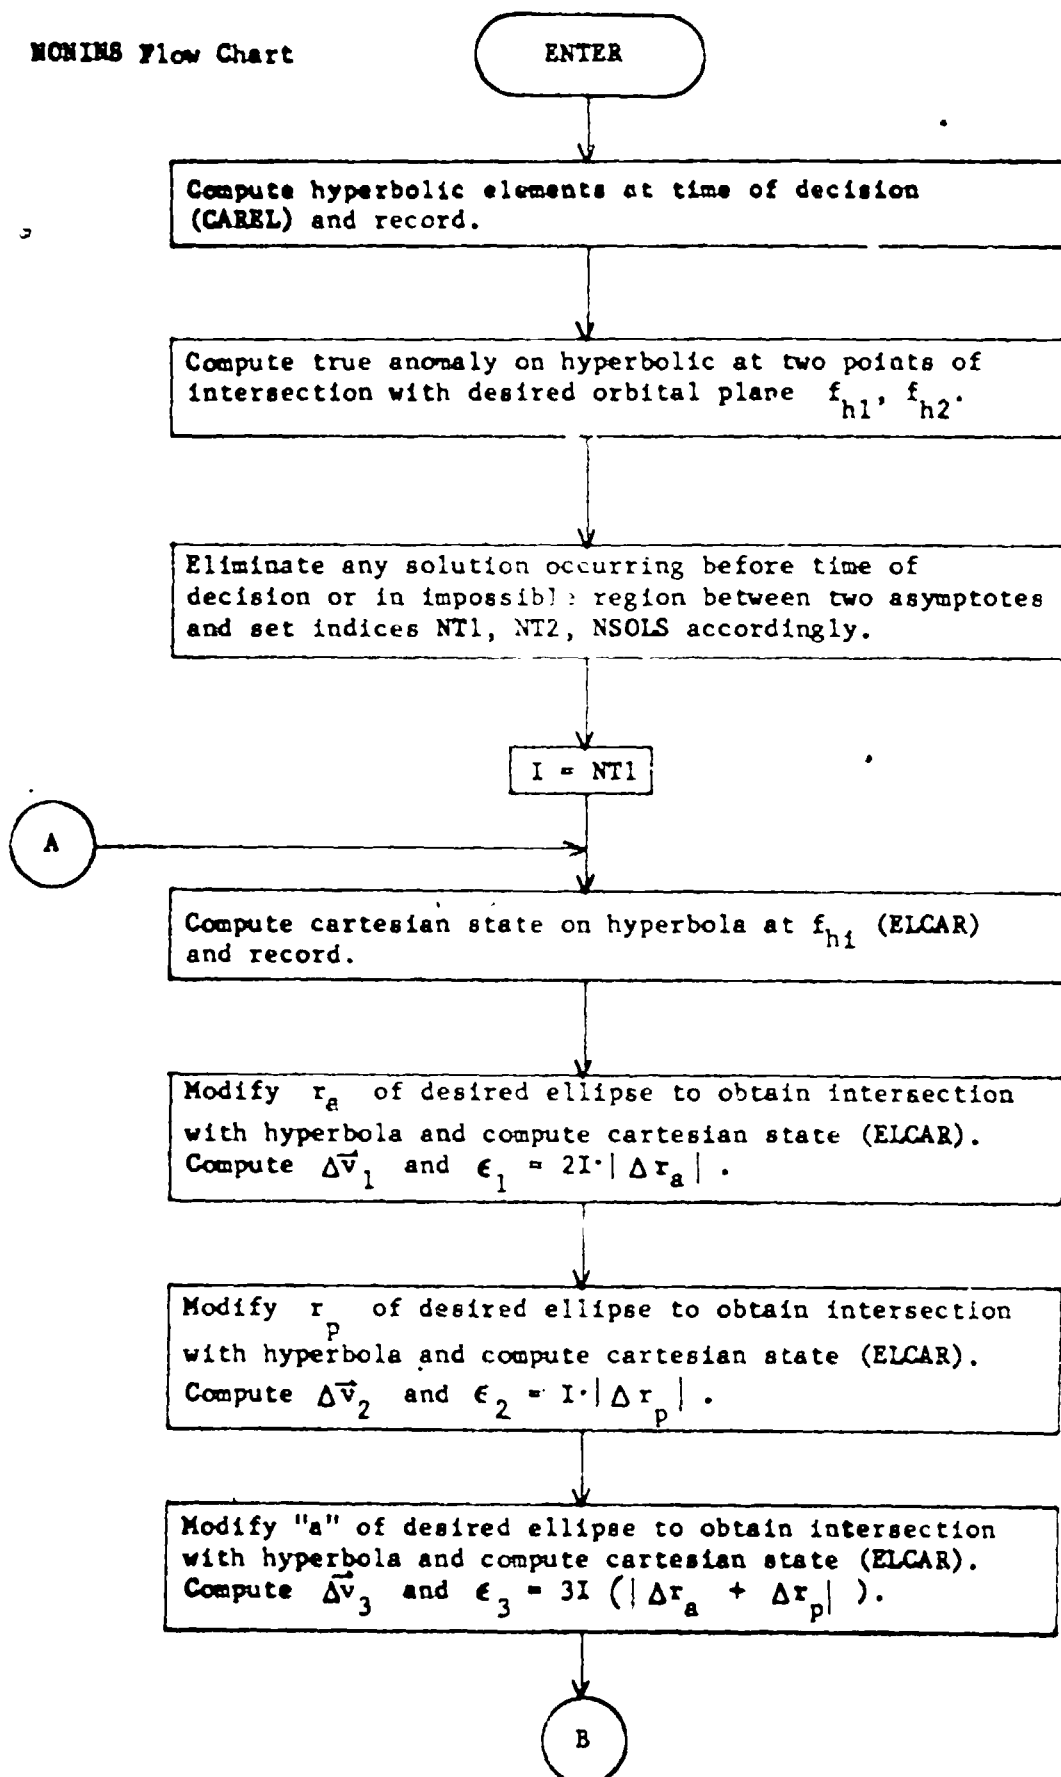 NONINS Flow Chart
ENTER
Compute hyperbolic elements at time of decision
(CAREL) and record.
Compute true anomaly on hyperbolic at two points of
intersection with desired orbital plane f_h1, f_h2.
Eliminate any solution occurring before time of
decision or in impossible region between two asymptotes
and set indices NT1, NT2, NSOLS accordingly.
I = NT1
A
Compute cartesian state on hyperbola at f_hi (ELCAR)
and record.
Modify r_a of desired ellipse to obtain intersection
with hyperbola and compute cartesian state (ELCAR).
Compute Δv⃗_1 and ϵ_1 = 2I·|Δr_a|.
Modify r_p of desired ellipse to obtain intersection
with hyperbola and compute cartesian state (ELCAR).
Compute Δv⃗_2 and ϵ_2 = I·|Δr_p|.
Modify "a" of desired ellipse to obtain intersection
with hyperbola and compute cartesian state (ELCAR).
Compute Δv⃗_3 and ϵ_3 = 3I (|Δr_a + Δr_p|).
B